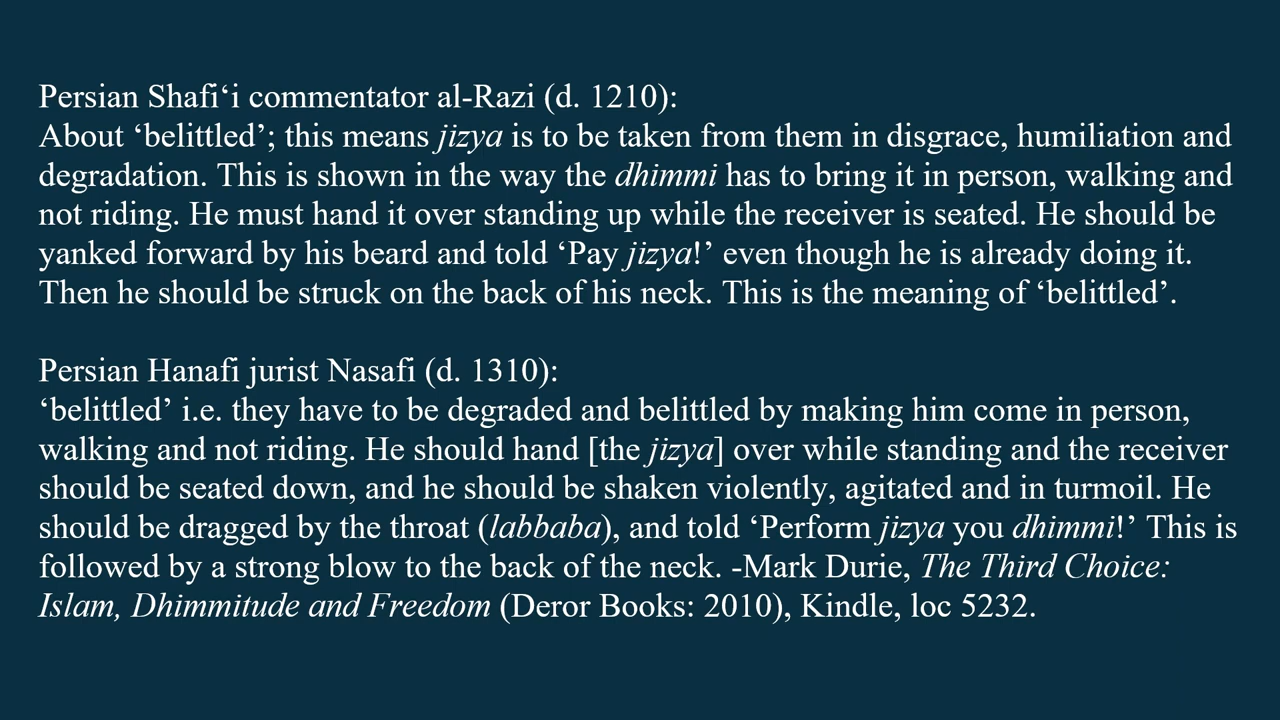 Persian Shafi‘i commentator al-Razi (d. 1210):
About ‘belittled’; this means jizya is to be taken from them in disgrace, humiliation and
degradation. This is shown in the way the dhimmi has to bring it in person, walking and
not riding. He must hand it over standing up while the receiver is seated. He should be
yanked forward by his beard and told ‘Pay jizya!’ even though he is already doing it.
Then he should be struck on the back of his neck. This is the meaning of ‘belittled’.
Persian Hanafi jurist Nasafi (d. 1310):
‘belittled’ i.e. they have to be degraded and belittled by making him come in person,
walking and not riding. He should hand [the jizya] over while standing and the receiver
should be seated down, and he should be shaken violently, agitated and in turmoil. He
should be dragged by the throat (labbaba), and told ‘Perform jizya you dhimmi!’ This is
followed by a strong blow to the back of the neck. -Mark Durie, The Third Choice:
Islam, Dhimmitude and Freedom (Deror Books: 2010), Kindle, loc 5232.